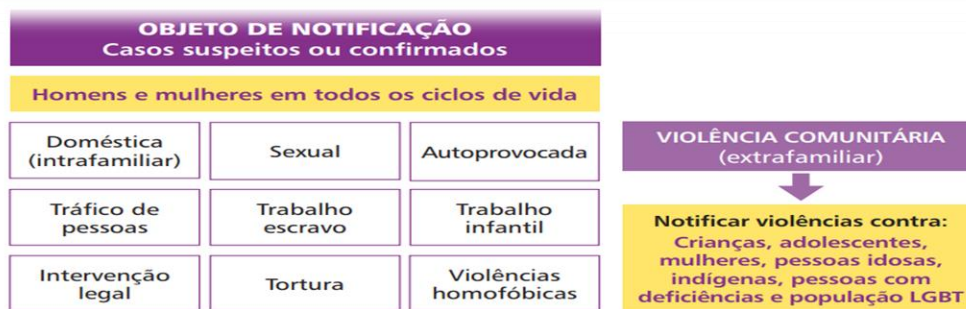 OBJETO DE NOTIFICAÇÃO
Casos suspeitos ou confirmados
Homens e mulheres em todos os ciclos de vida
Doméstica
(intrafamiliar)
Sexual
Autoprovocada
Tráfico de
pessoas
Trabalho
escravo
Trabalho
infantil
Intervenção
legal
Tortura
Violências
homofóbicas
VIOLÊNCIA COMUNITÁRIA
(extrafamiliar)
Notificar violências contra:
Crianças, adolescentes,
mulheres, pessoas idosas,
indígenas, pessoas com
deficiências e população LGBT